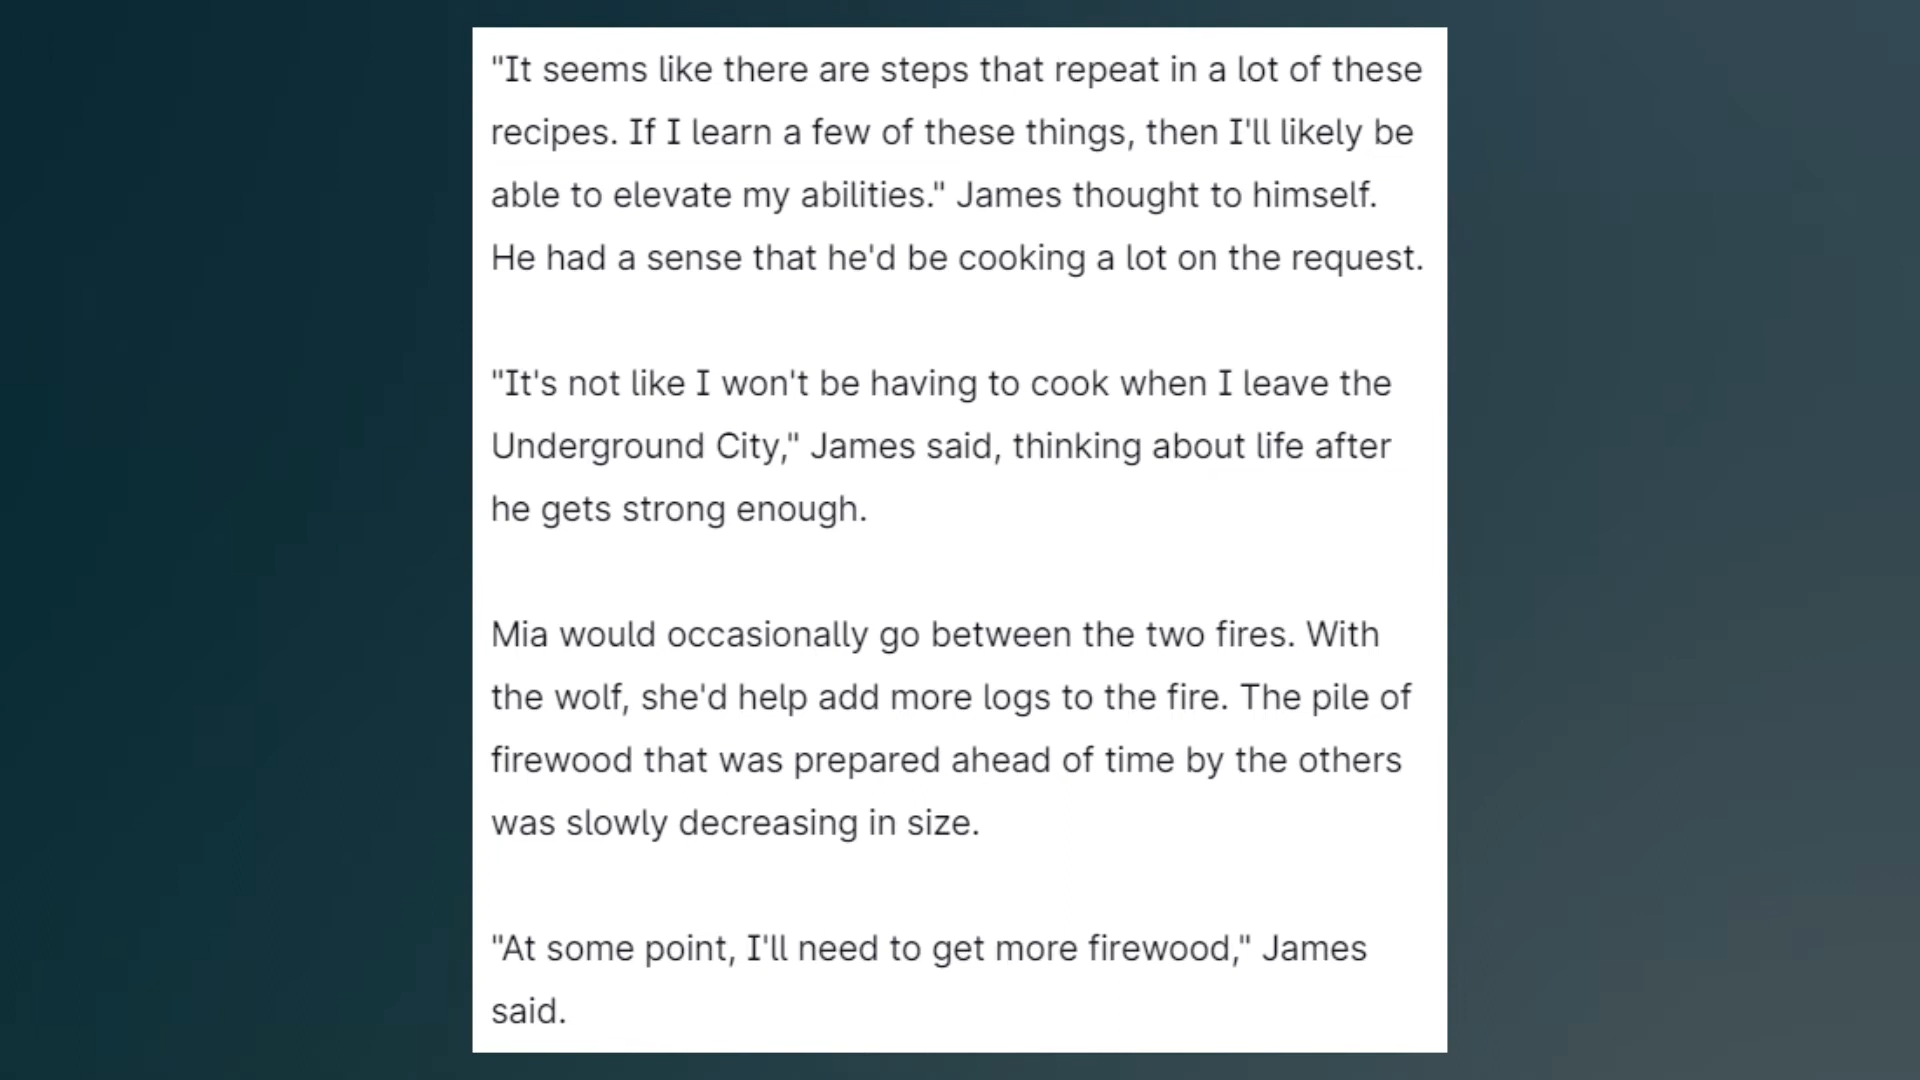 "It seems like there are steps that repeat in a lot of these
recipes. If I learn a few of these things, then I'll likely be
able to elevate my abilities." James thought to himself.
He had a sense that he'd be cooking a lot on the request.
"It's not like I won't be having to cook when I leave the
Underground City," James said, thinking about life after
he gets strong enough.
Mia would occasionally go between the two fires. With
the wolf, she'd help add more logs to the fire. The pile of
firewood that was prepared ahead of time by the others
was slowly decreasing in size.
"At some point, I'll need to get more firewood," James
said.